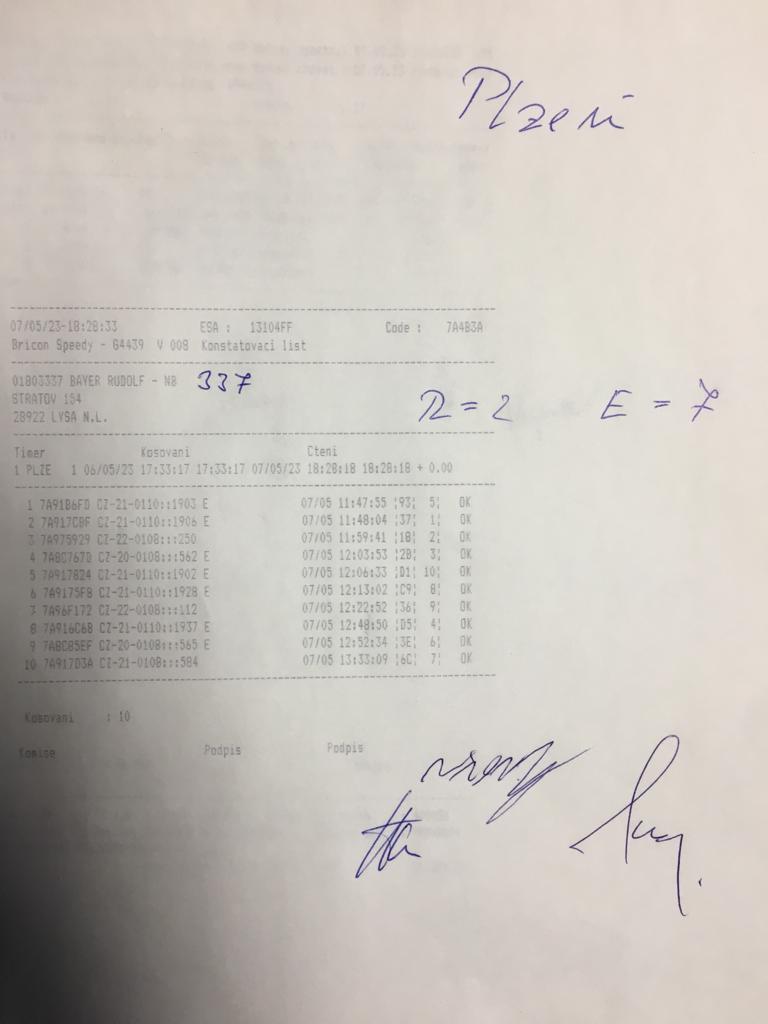 Plzeň
07/05/23-18:28:33 ESA : 13104FF Code : 7A4B3A
Bricon Speedy - G4439 V 008 Konstatovaci list
01803337 BAYER RUDOLF - NB 337
STRATOV 154
28922 LYSA N.L.
R = 2 E = 7
Timer Kosovani Cteni
1 PLZE 1 06/05/23 17:33:17 17:33:17 07/05/23 18:28:18 18:28:18 + 0.00
1 7A91B6FD CZ-21-0110::1903 E 07/05 11:47:55 ¦93¦ 5¦ OK
2 7A917CBF CZ-21-0110::1906 E 07/05 11:48:04 ¦37¦ 1¦ OK
3 7A975929 CZ-22-0108:::250 07/05 11:59:41 ¦1B¦ 2¦ OK
4 7A8C767D CZ-20-0108:::562 E 07/05 12:03:53 ¦2B¦ 3¦ OK
5 7A917824 CZ-21-0110::1902 E 07/05 12:06:33 ¦D1¦ 10¦ OK
6 7A9175F8 CZ-21-0110::1928 E 07/05 12:13:02 ¦C9¦ 8¦ OK
7 7A96F172 CZ-22-0108:::112 07/05 12:22:52 ¦36¦ 9¦ OK
8 7A916C6B CZ-21-0110::1937 E 07/05 12:48:50 ¦D5¦ 4¦ OK
9 7A8C85EF CZ-20-0108:::565 E 07/05 12:52:34 ¦3E¦ 6¦ OK
10 7A917D3A CZ-21-0108:::584 07/05 13:33:09 ¦6C¦ 7¦ OK
Kosovani : 10
Komise Podpis Podpis